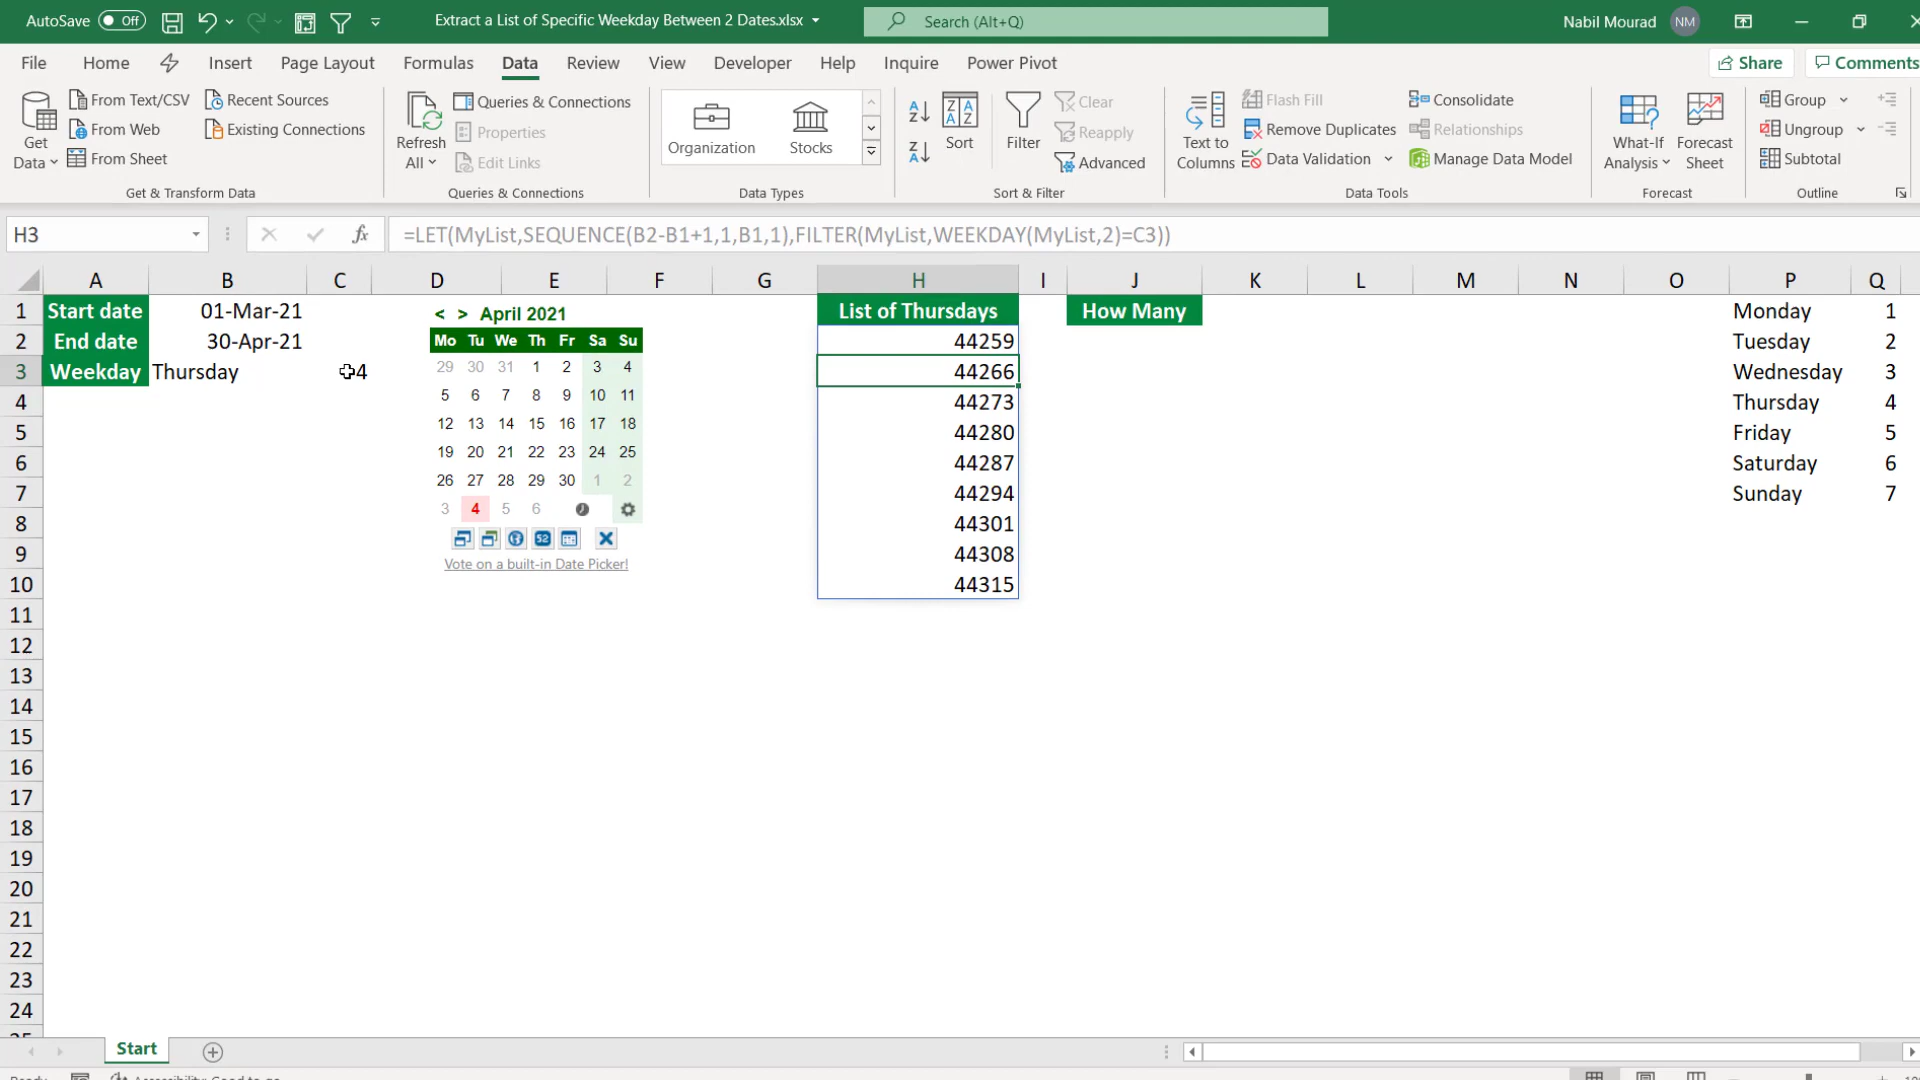 AutoSave Off Extract a List of Specific Weekday Between 2 Dates.xlsx Search (Alt+Q) Nabil Mourad NM
File Home Insert Page Layout Formulas Data Review View Developer Help Inquire Power Pivot Share Comments
Get Data From Text/CSV Recent Sources
From Web Existing Connections
From Sheet
Get & Transform Data
Refresh All Queries & Connections
Properties
Edit Links
Queries & Connections
Organization Stocks
Data Types
Sort Filter Clear
Reapply
Advanced
Sort & Filter
Text to Columns Flash Fill Consolidate
Remove Duplicates Relationships
Data Validation Manage Data Model
Data Tools
What-If Analysis Forecast Sheet
Forecast
Group
Ungroup
Subtotal
Outline
H3 fx =LET(MyList,SEQUENCE(B2-B1+1,1,B1,1),FILTER(MyList,WEEKDAY(MyList,2)=C3))
A B C D E F G H I J K L M N O P Q
1 Start date 01-Mar-21 < > April 2021 List of Thursdays How Many Monday 1
2 End date 30-Apr-21 Mo Tu We Th Fr Sa Su 44259 Tuesday 2
3 Weekday Thursday 4 29 30 31 1 2 3 4 44266 Wednesday 3
4 5 6 7 8 9 10 11 44273 Thursday 4
5 12 13 14 15 16 17 18 44280 Friday 5
6 19 20 21 22 23 24 25 44287 Saturday 6
7 26 27 28 29 30 1 2 44294 Sunday 7
8 3 4 5 6 44301
9 52 Vote on a built-in Date Picker! 44308
10 44315
11
12
13
14
15
16
17
18
19
20
21
22
23
24
Start